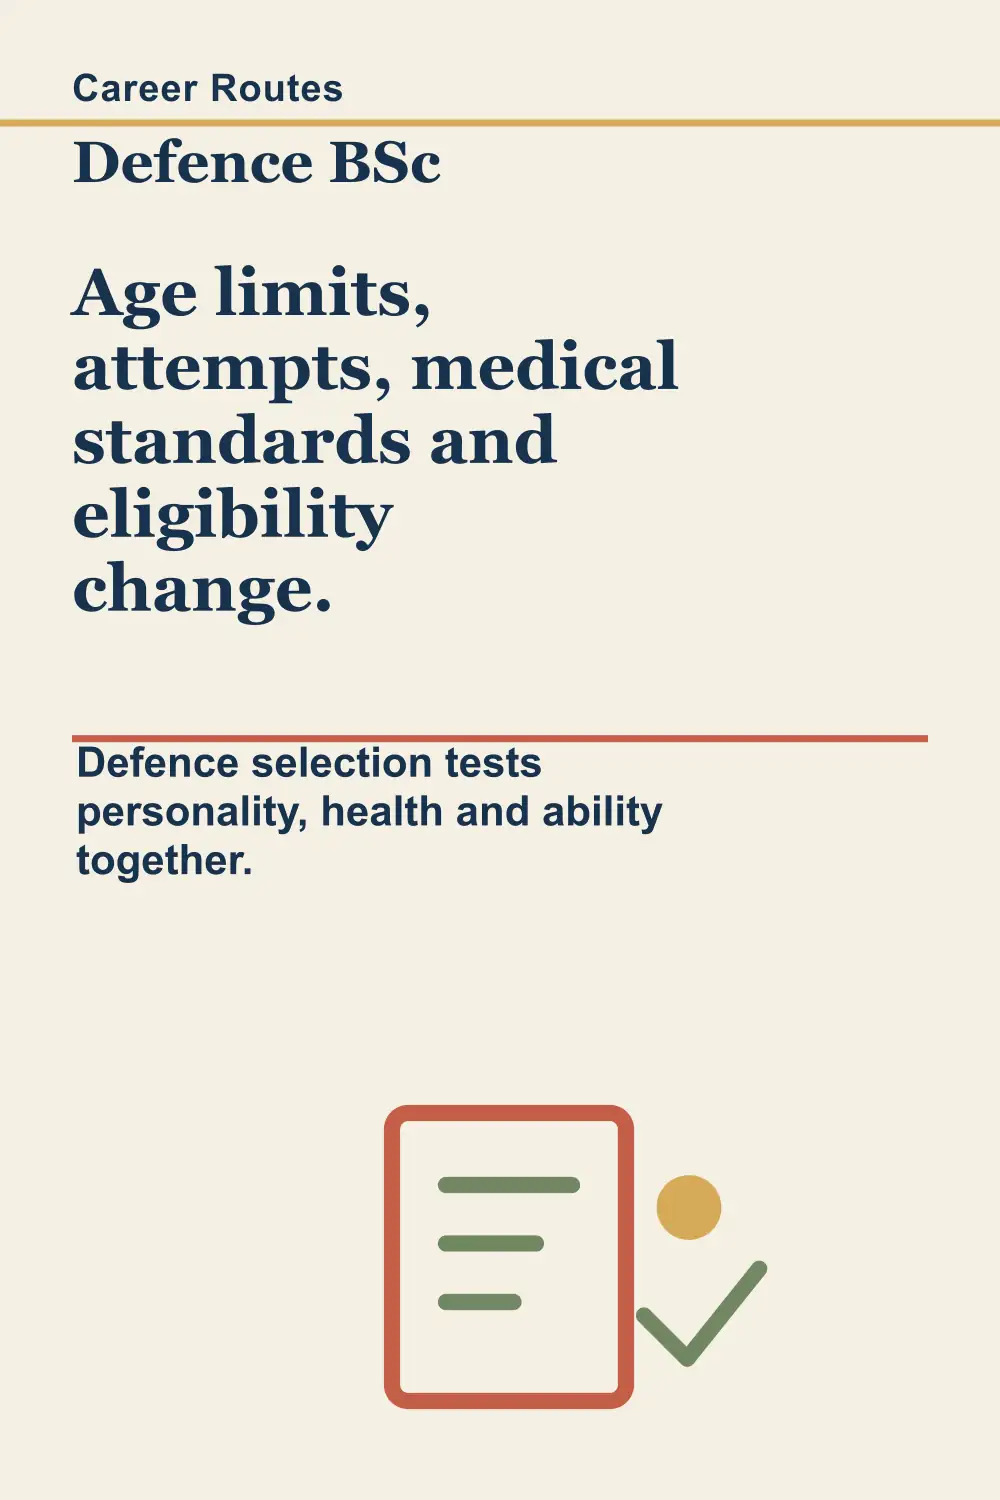 Career Routes
Defence BSc
Age limits,
attempts, medical
standards and
eligibility
change.
Defence selection tests
personality, health and ability
together.